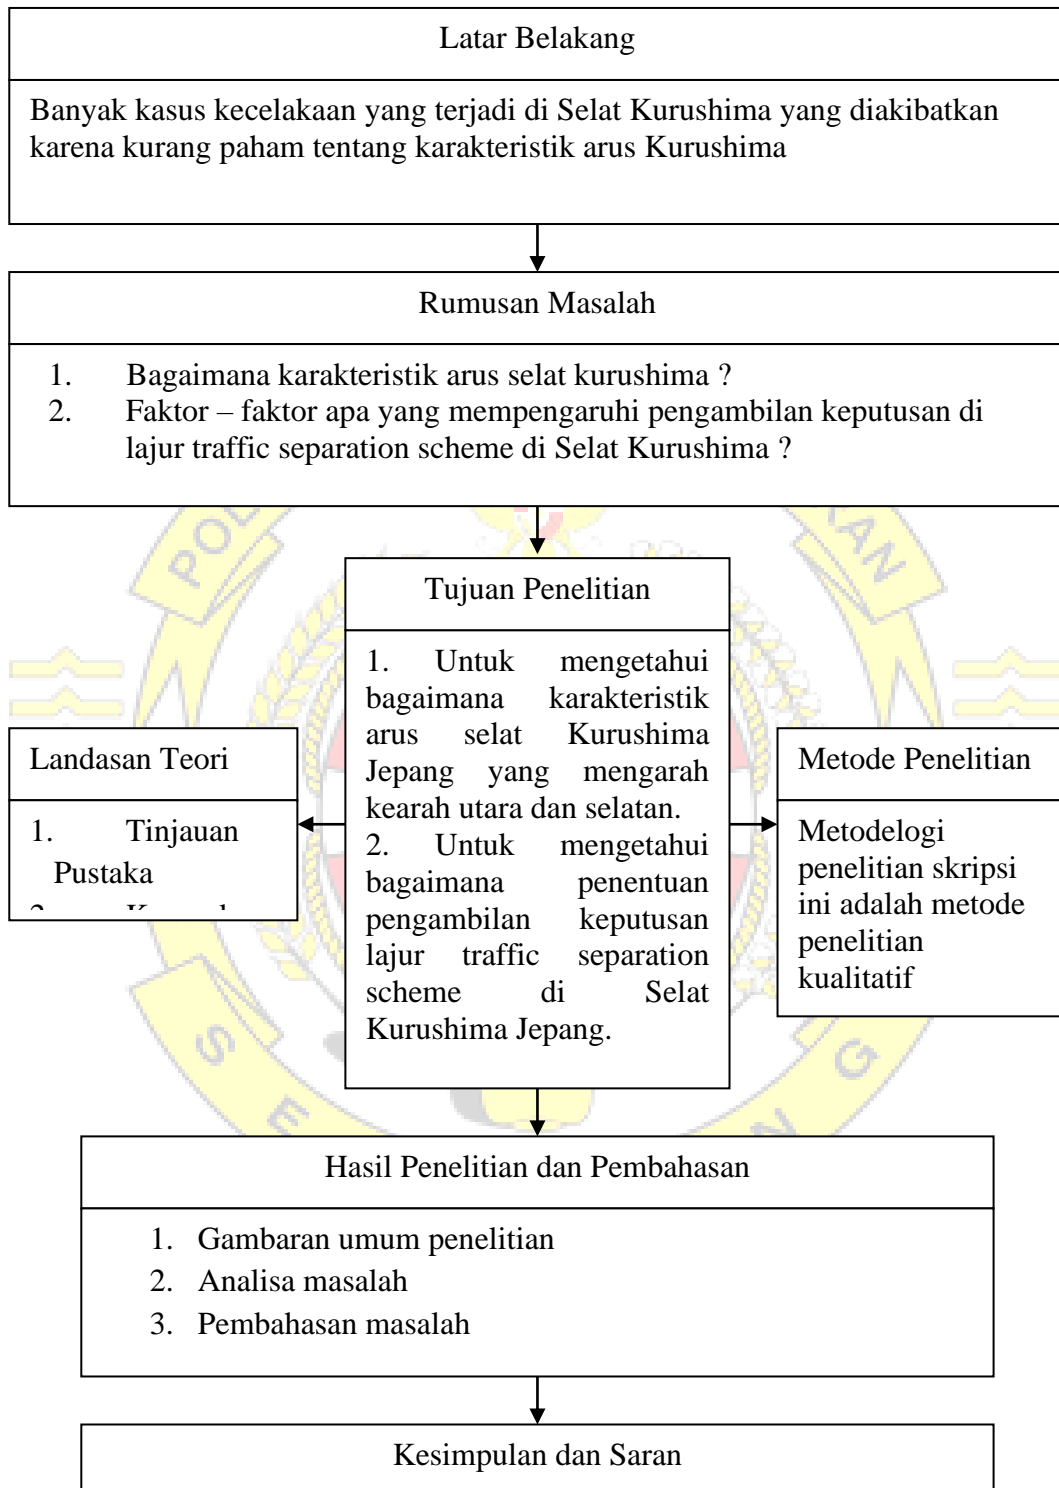 Latar Belakang
Banyak kasus kecelakaan yang terjadi di Selat Kurushima yang diakibatkan
karena kurang paham tentang karakteristik arus Kurushima
Rumusan Masalah
1. Bagaimana karakteristik arus selat kurushima ?
2. Faktor – faktor apa yang mempengaruhi pengambilan keputusan di
lajur traffic separation scheme di Selat Kurushima ?
Tujuan Penelitian
1. Untuk mengetahui
bagaimana karakteristik
arus selat Kurushima
Jepang yang mengarah
kearah utara dan selatan.
2. Untuk mengetahui
bagaimana penentuan
pengambilan keputusan
lajur traffic separation
scheme di Selat
Kurushima Jepang.
Landasan Teori
1. Tinjauan
Pustaka
Metode Penelitian
Metodelogi
penelitian skripsi
ini adalah metode
penelitian
kualitatif
Hasil Penelitian dan Pembahasan
1. Gambaran umum penelitian
2. Analisa masalah
3. Pembahasan masalah
Kesimpulan dan Saran